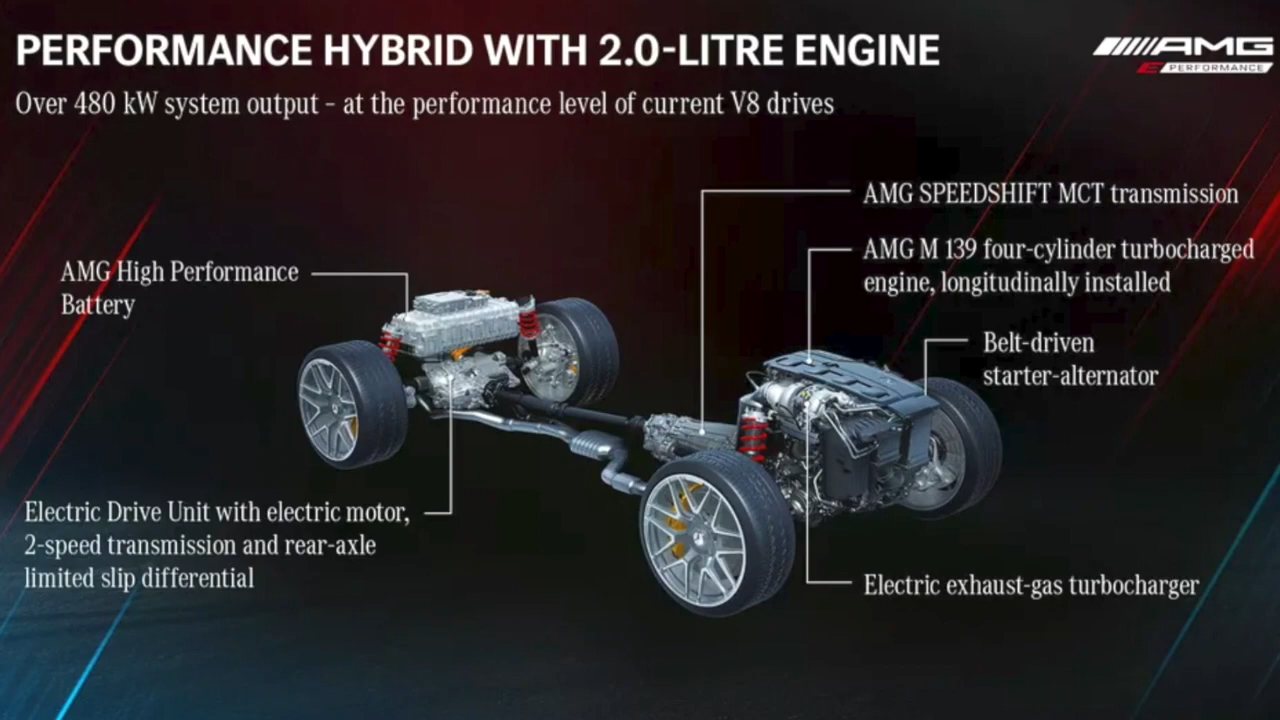 PERFORMANCE HYBRID WITH 2.0-LITRE ENGINE
AMG
E PERFORMANCE
Over 480 kW system output – at the performance level of current V8 drives
AMG SPEEDSHIFT MCT transmission
AMG M 139 four-cylinder turbocharged
engine, longitudinally installed
AMG High Performance
Battery
Belt-driven
starter-alternator
Electric Drive Unit with electric motor,
2-speed transmission and rear-axle
limited slip differential
Electric exhaust-gas turbocharger